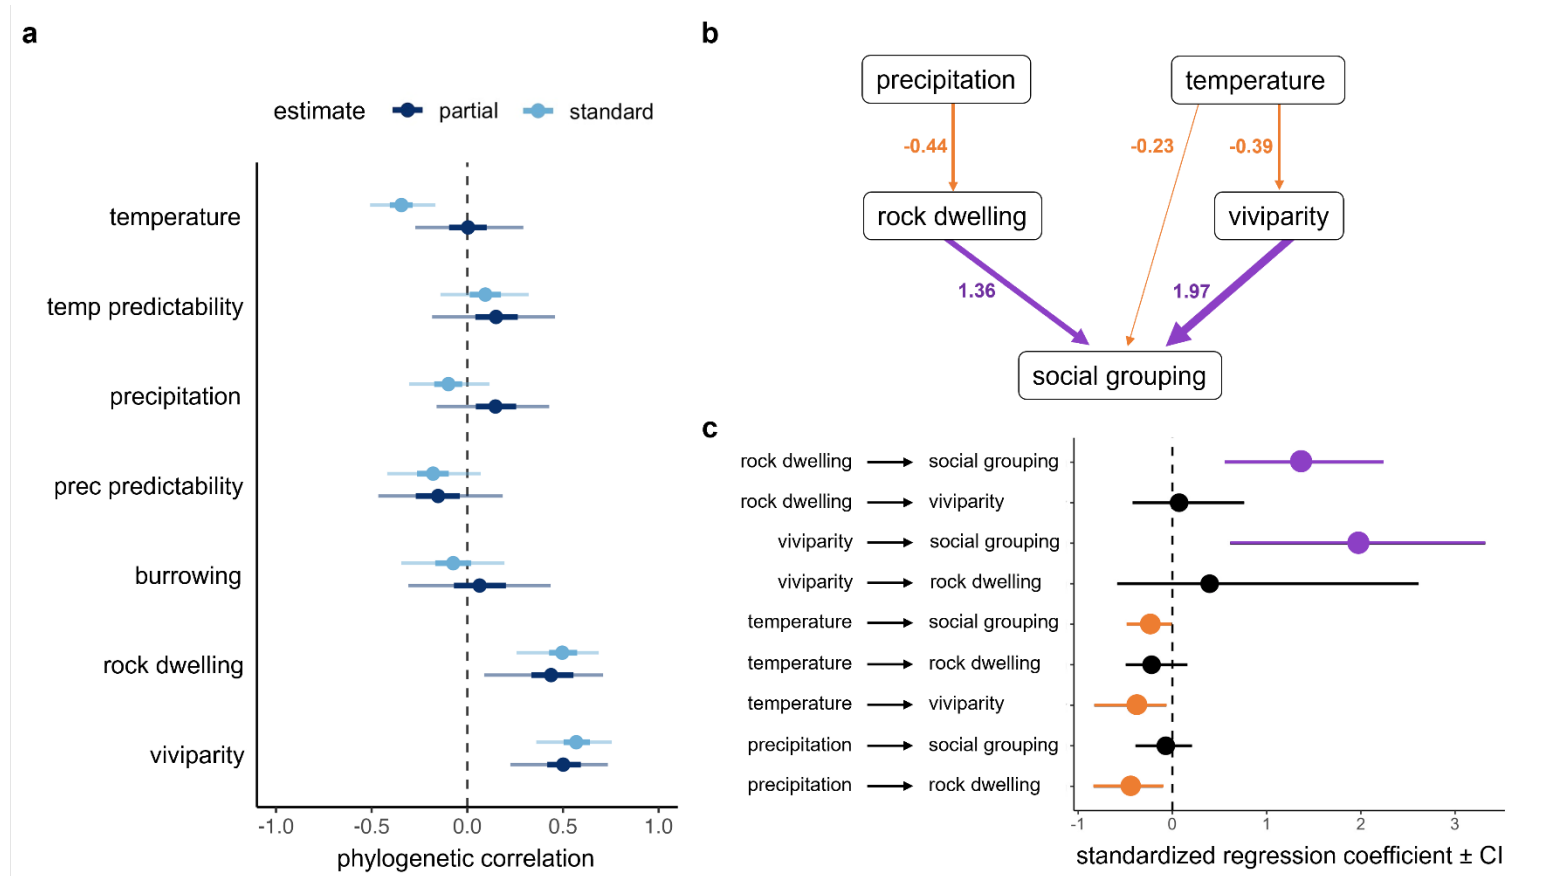 a
estimate partial standard
temperature
temp predictability
precipitation
prec predictability
burrowing
rock dwelling
viviparity
-1.0 -0.5 0.0 0.5 1.0
phylogenetic correlation
b
precipitation temperature
-0.44 -0.23 -0.39
rock dwelling viviparity
1.36 1.97
social grouping
c
rock dwelling → social grouping
rock dwelling → viviparity
viviparity → social grouping
viviparity → rock dwelling
temperature → social grouping
temperature → rock dwelling
temperature → viviparity
precipitation → social grouping
precipitation → rock dwelling
-1 0 1 2 3
standardized regression coefficient ± CI